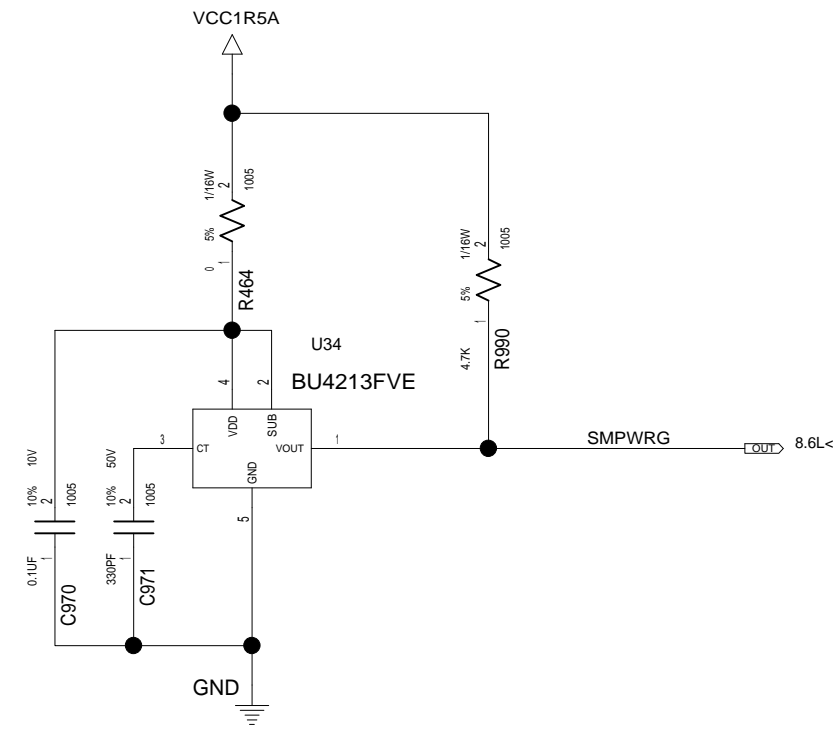 VCC1R5A
1/16W
2
1005
5%
0
1
R464
1/16W
2
1005
5%
1
4.7K
R990
U34
BU4213FVE
4
2
VDD
SUB
3
CT
VOUT
1
SMPWRG
OUT
8.6L<
GND
5
10V
10%
2
1005
0.1UF
1
C970
50V
10%
2
1005
330PF
1
C971
GND